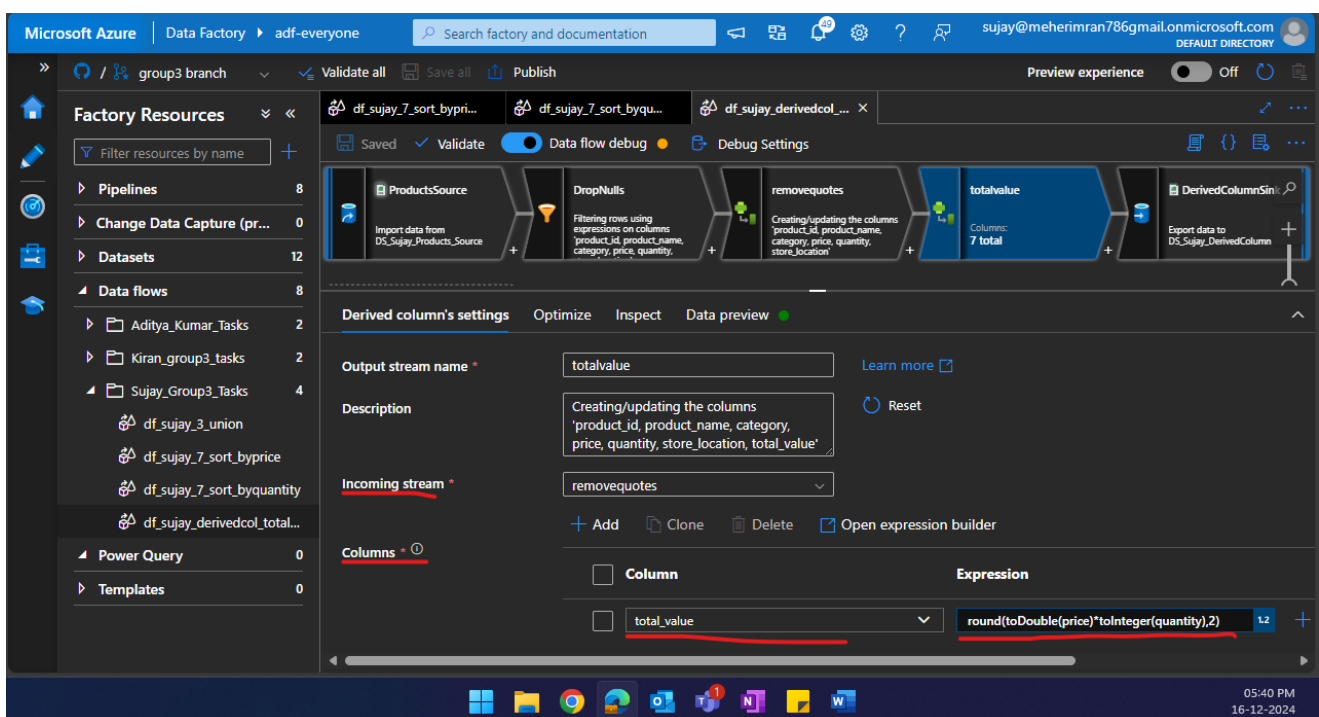 Microsoft Azure
Data Factory
adf-everyone
Search factory and documentation
49
sujay@meherimran786gmail.onmicrosoft.com
DEFAULT DIRECTORY
/ group3 branch
Validate all
Save all
Publish
Preview experience
Off
Factory Resources
Filter resources by name
Pipelines 8
Change Data Capture (pr... 0
Datasets 12
Data flows 8
Aditya_Kumar_Tasks 2
Kiran_group3_tasks 2
Sujay_Group3_Tasks 4
df_sujay_3_union
df_sujay_7_sort_byprice
df_sujay_7_sort_byquantity
df_sujay_derivedcol_total...
Power Query 0
Templates 0
df_sujay_7_sort_bypri...
df_sujay_7_sort_byqu...
df_sujay_derivedcol_...
Saved
Validate
Data flow debug
Debug Settings
ProductsSource
Import data from
DS_Sujay_Products_Source
DropNulls
Filtering rows using
expressions on columns
'product_id, product_name,
category, price, quantity,
removequotes
Creating/updating the columns
'product_id, product_name,
category, price, quantity,
store_location'
totalvalue
Columns:
7 total
DerivedColumnSink
Export data to
DS_Sujay_DerivedColumn
Derived column's settings
Optimize
Inspect
Data preview
Output stream name *
totalvalue
Learn more
Description
Creating/updating the columns
'product_id, product_name, category,
price, quantity, store_location, total_value'
Reset
Incoming stream *
removequotes
Add
Clone
Delete
Open expression builder
Columns *
Column
Expression
total_value
round(toDouble(price)*toInteger(quantity),2)
1.2
1
05:40 PM
16-12-2024